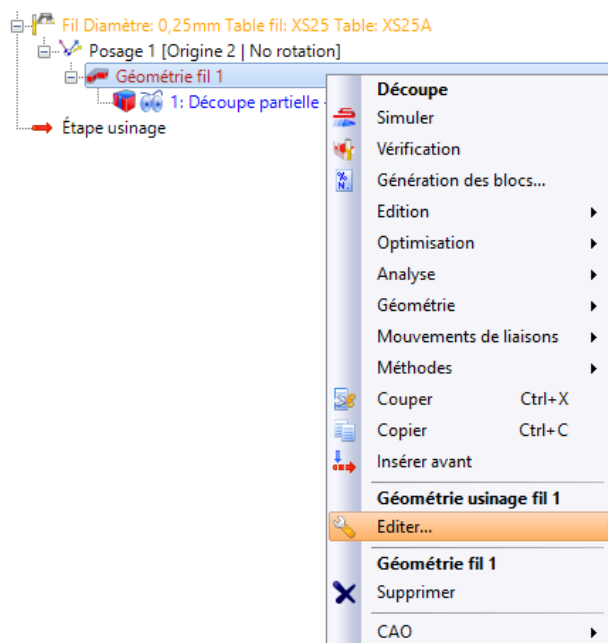 Fil Diamètre: 0,25mm Table fil: XS25 Table: XS25A
Posage 1 [Origine 2 | No rotation]
Géométrie fil 1
1: Découpe partielle -
Étape usinage
Découpe
Simuler
Vérification
Génération des blocs...
Edition
Optimisation
Analyse
Géométrie
Mouvements de liaisons
Méthodes
Couper Ctrl+X
Copier Ctrl+C
Insérer avant
Géométrie usinage fil 1
Editer...
Géométrie fil 1
Supprimer
CAO